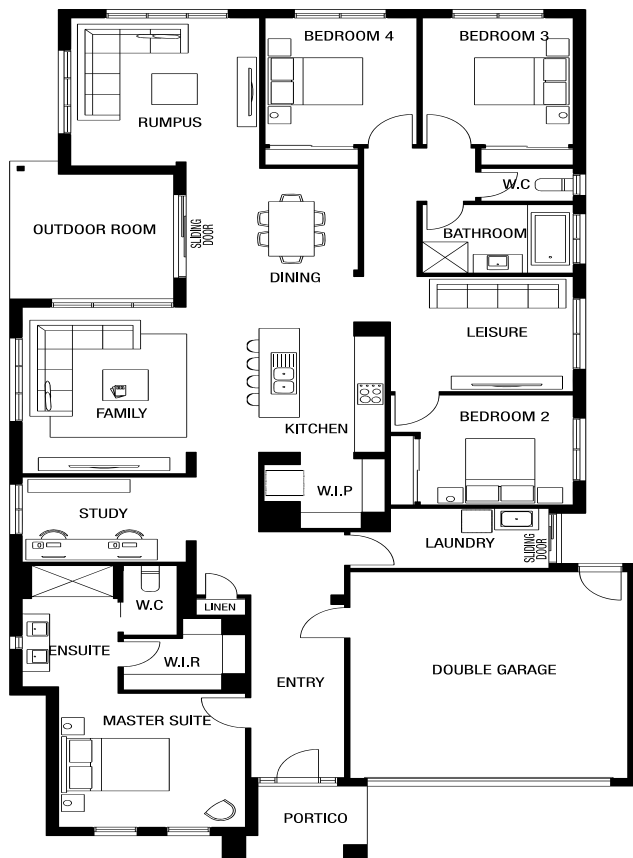 BEDROOM 4
BEDROOM 3
RUMPUS
W.C
OUTDOOR ROOM
SLIDING
DOOR
BATHROOM
DINING
LEISURE
FAMILY
BEDROOM 2
KITCHEN
W.I.P
STUDY
LAUNDRY
SLIDING
DOOR
W.C
LINEN
ENSUITE
W.I.R
DOUBLE GARAGE
ENTRY
MASTER SUITE
PORTICO